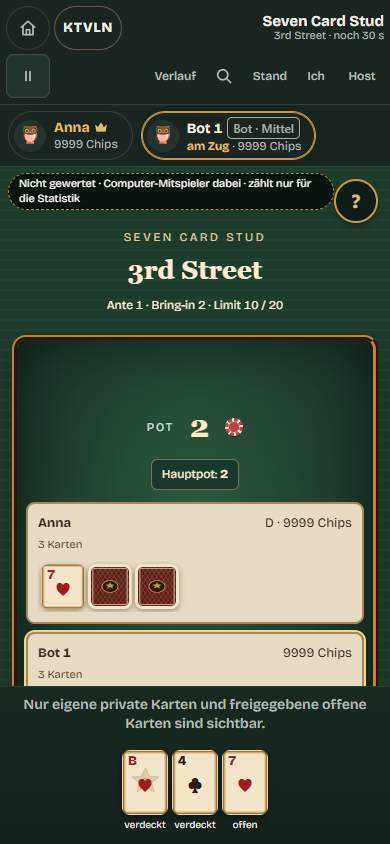 KTVLN
Seven Card Stud
3rd Street · noch 30 s
Verlauf
Stand
Ich
Host
Anna
9999 Chips
Bot 1 Bot · Mittel
am Zug · 9999 Chips
Nicht gewertet · Computer-Mitspieler dabei · zählt nur für
die Statistik
?
SEVEN CARD STUD
3rd Street
Ante 1 · Bring-in 2 · Limit 10 / 20
POT 2
Hauptpot: 2
Anna
D · 9999 Chips
3 Karten
7
Bot 1
9999 Chips
3 Karten
Nur eigene private Karten und freigegebene offene
Karten sind sichtbar.
B
4
7
verdeckt
verdeckt
offen